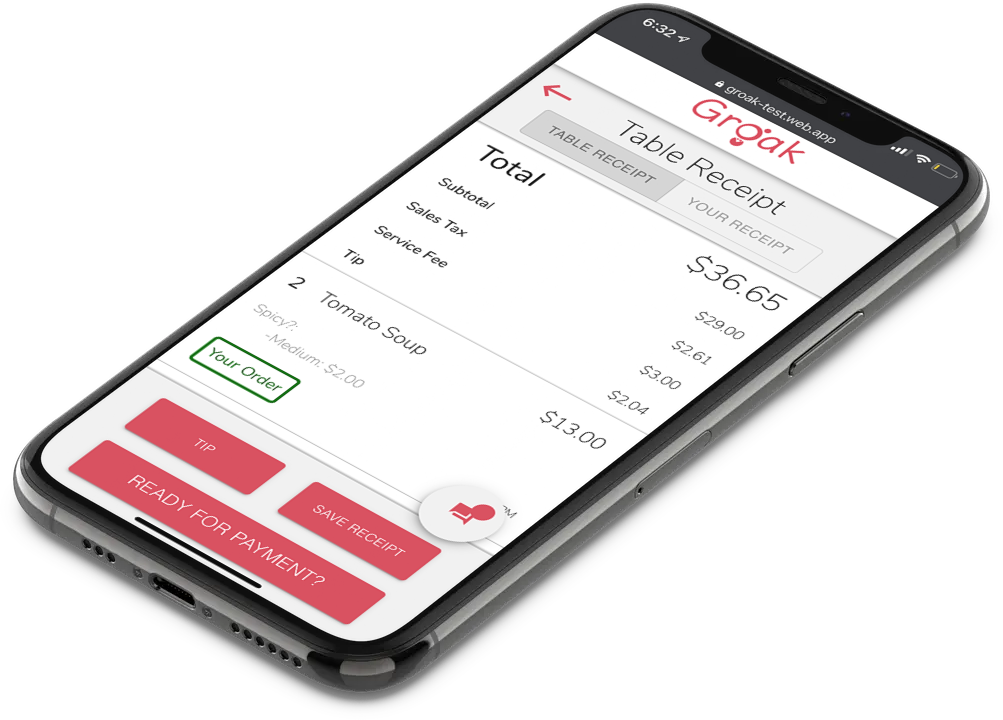 6:32
groak-test.web.app
Groak
Table Receipt
TABLE RECEIPT YOUR RECEIPT
Total $36.65
Subtotal $29.00
Sales Tax $2.61
Service Fee $3.00
Tip $2.04
2 Tomato Soup $13.00
Spicy?:
-Medium: $2.00
Your Order
PM
TIP SAVE RECEIPT
READY FOR PAYMENT?